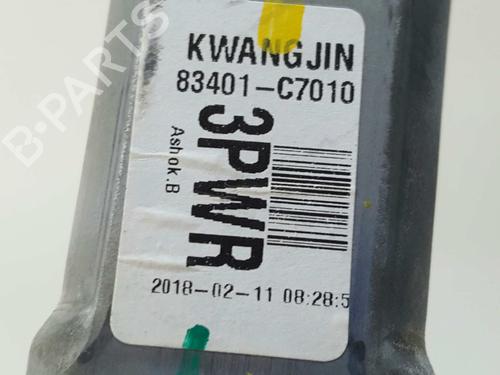 KWANGJIN
83401-C7010
3PWR
Ashok.B
2018-02-11 08:28:5
B-PARTS